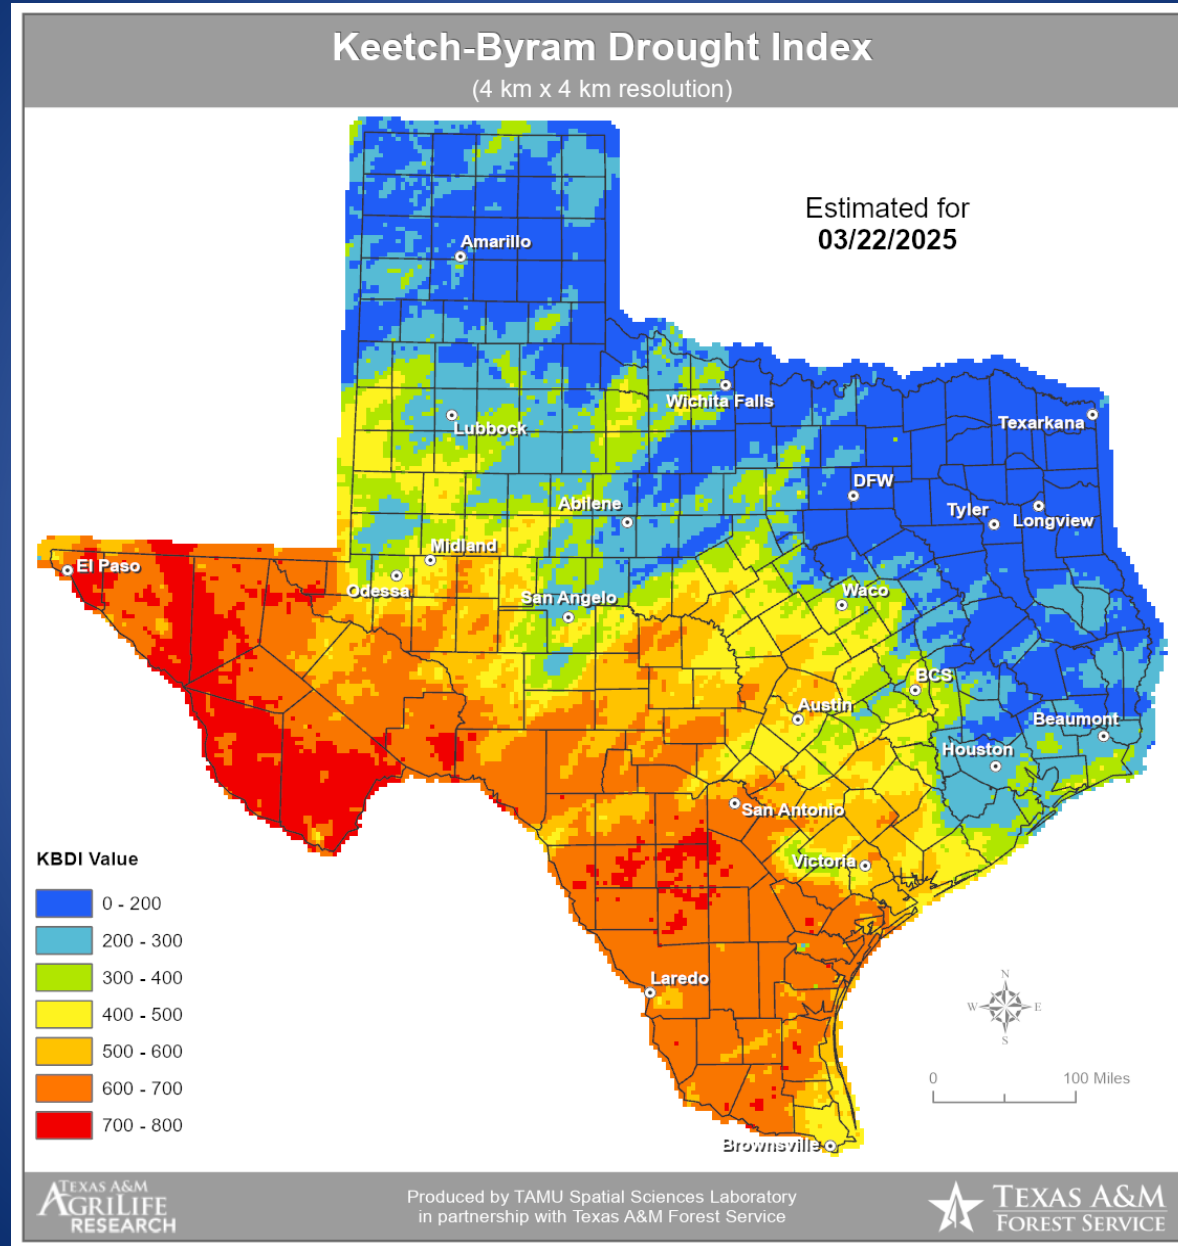 Keetch-Byram Drought Index
(4 km x 4 km resolution)
Estimated for
03/22/2025
Amarillo
Wichita Falls
Lubbock
Texarkana
DFW
Abilene
Tyler
Longview
Midland
El Paso
Odessa
San Angelo
Waco
BCS
Austin
Beaumont
Houston
San Antonio
Victoria
Laredo
Brownsville
KBDI Value
0 - 200
200 - 300
300 - 400
400 - 500
500 - 600
600 - 700
700 - 800
N
W
E
S
0
100 Miles
TEXAS A&M
AGRILIFE
RESEARCH
Produced by TAMU Spatial Sciences Laboratory
in partnership with Texas A&M Forest Service
TEXAS A&M
FOREST SERVICE